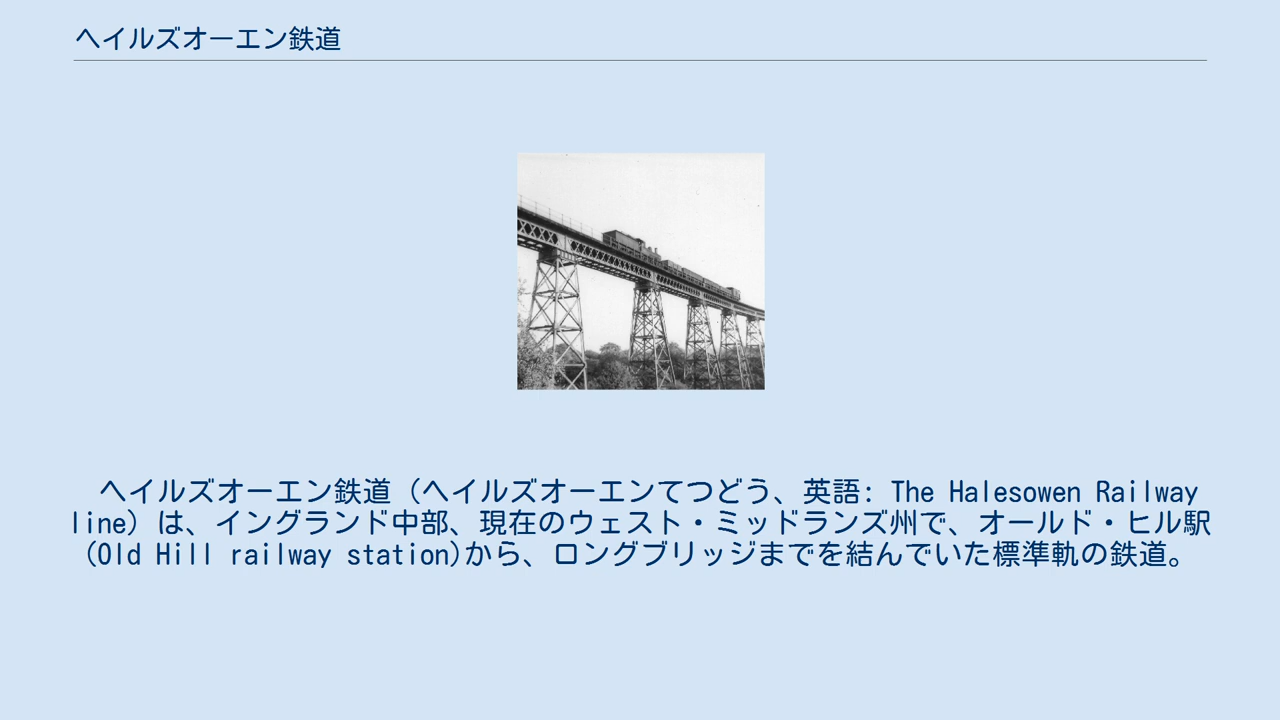 ヘイルズオーエン鉄道
ヘイルズオーエン鉄道（ヘイルズオーエンてつどう、英語: The Halesowen Railway
line）は、イングランド中部、現在のウェスト・ミッドランズ州で、オールド・ヒル駅
(Old Hill railway station)から、ロングブリッジまでを結んでいた標準軌の鉄道。